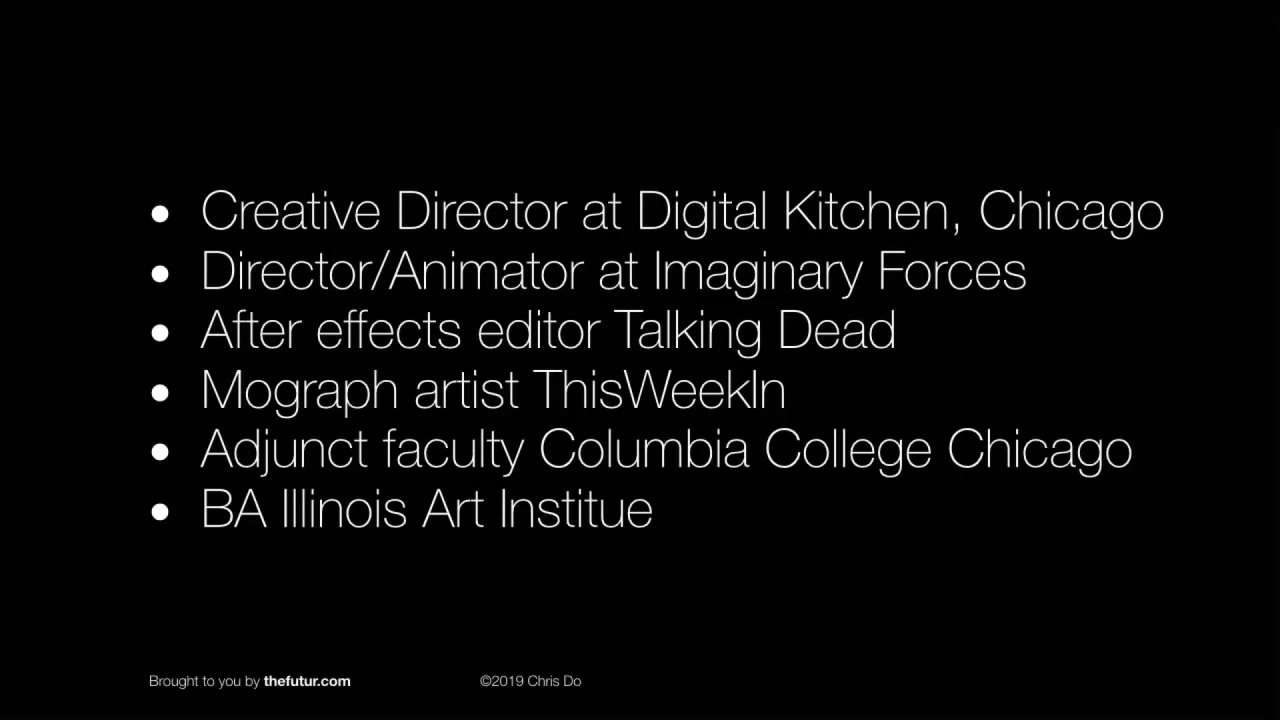 • Creative Director at Digital Kitchen, Chicago
• Director/Animator at Imaginary Forces
• After effects editor Talking Dead
• Mograph artist ThisWeekIn
• Adjunct faculty Columbia College Chicago
• BA Illinois Art Institue
Brought to you by thefutur.com ©2019 Chris Do